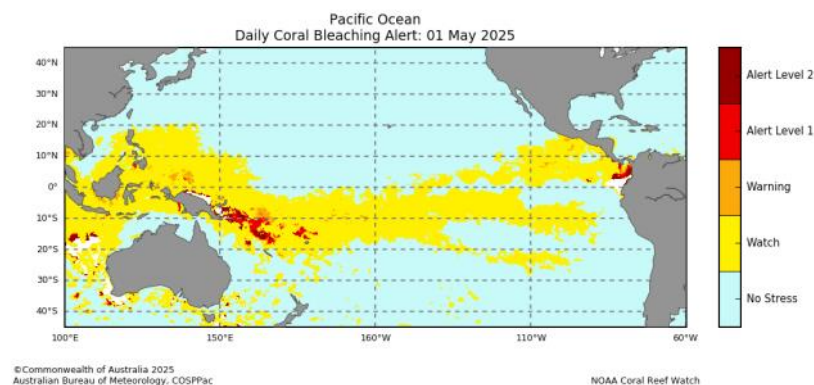 Pacific Ocean
Daily Coral Bleaching Alert: 01 May 2025
40°N
30°N
20°N
10°N
0°
10°S
20°S
30°S
40°S
100°E
150°E
160°W
110°W
60°W
Alert Level 2
Alert Level 1
Warning
Watch
No Stress
©Commonwealth of Australia 2025
Australian Bureau of Meteorology, COSPPac
NOAA Coral Reef Watch